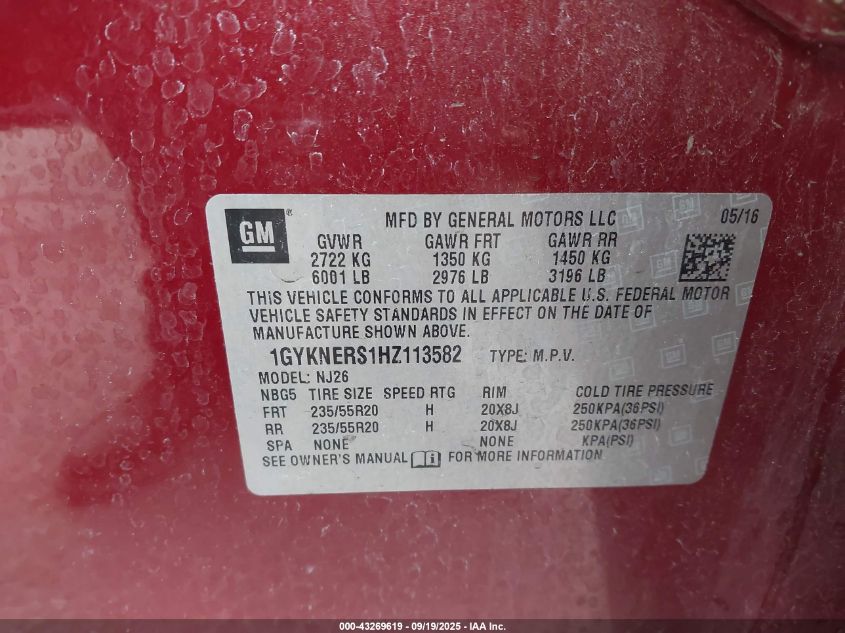 GM ® MFD BY GENERAL MOTORS LLC 05/16
GVWR GAWR FRT GAWR RR
2722 KG 1350 KG 1450 KG
6001 LB 2976 LB 3196 LB
THIS VEHICLE CONFORMS TO ALL APPLICABLE U.S. FEDERAL MOTOR
VEHICLE SAFETY STANDARDS IN EFFECT ON THE DATE OF
MANUFACTURE SHOWN ABOVE.
1GYKNERS1HZ113582 TYPE: M.P.V.
MODEL: NJ26
NBG5 TIRE SIZE SPEED RTG RIM COLD TIRE PRESSURE
FRT 235/55R20 H 20X8J 250KPA(36PSI)
RR 235/55R20 H 20X8J 250KPA(36PSI)
SPA NONE NONE KPA(PSI)
SEE OWNER'S MANUAL FOR MORE INFORMATION
000-43269619 - 09/19/2025 - IAA Inc.